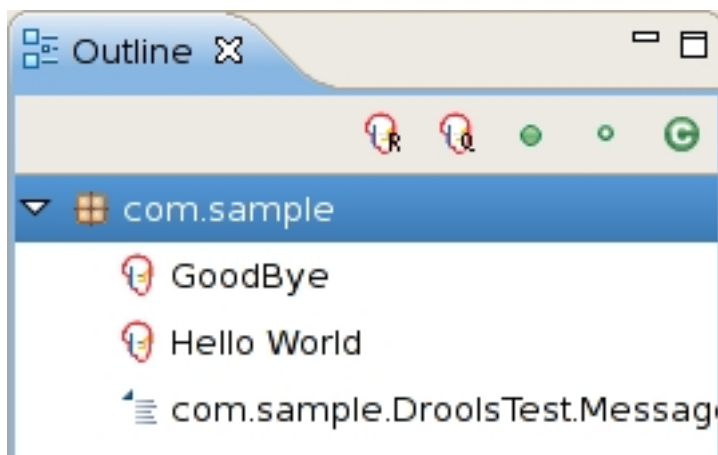 Outline
R Q C
com.sample
GoodBye
Hello World
com.sample.DroolsTest.Messag